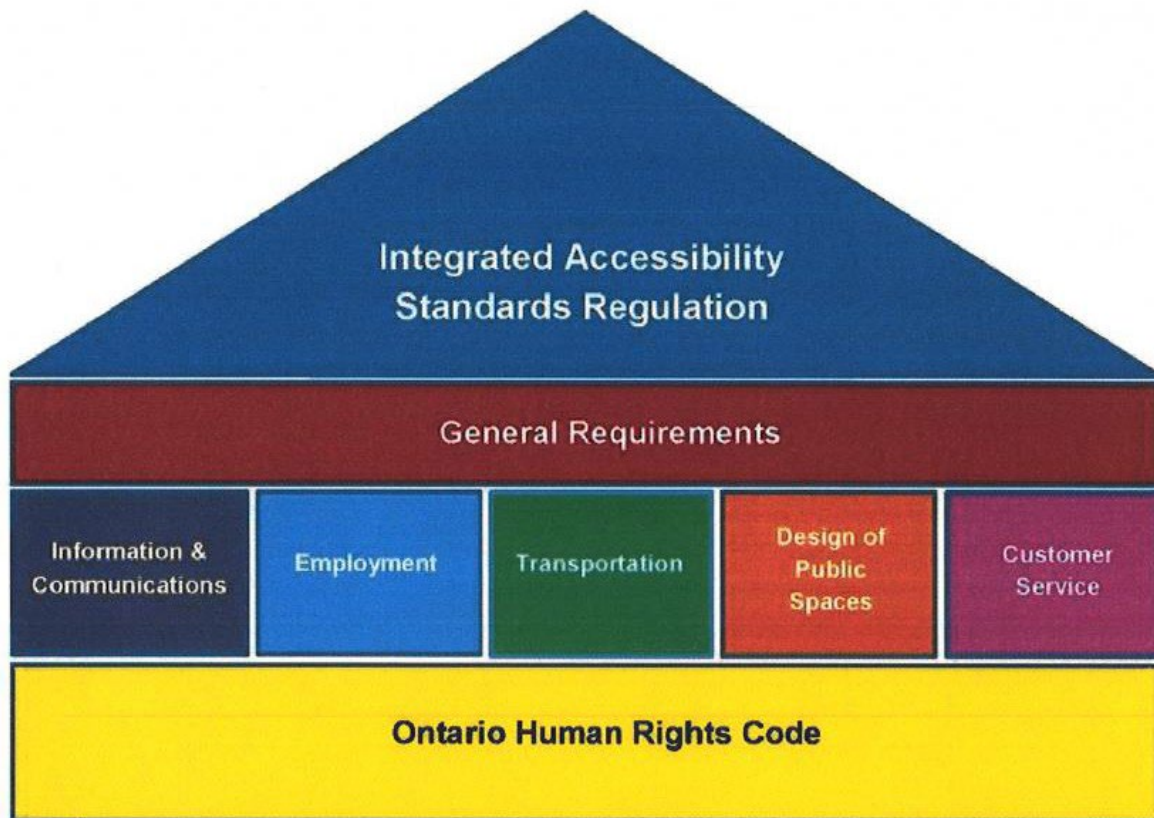 Integrated Accessibility
Standards Regulation
General Requirements
Information &
Communications
Employment
Transportation
Design of
Public
Spaces
Customer
Service
Ontario Human Rights Code